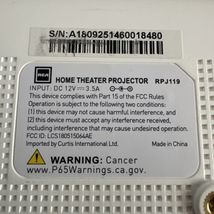 S/N:A1809251460018480
RCA HOME THEATER PROJECTOR RPJ119
INPUT: DC 12V⎓3.5A
This device complies with Part 15 of the FCC Rules
Operation is subject to the following two conditions:
(1) this device may not cause harmful interference, and
(2) this device must accept interference received,
including interference that may cause undesired operation.
FCC ID: LCS180515064AE
Imported by Curtis International Ltd. Made in China
WARNING: Cancer
www.P65Warnings.ca.gov.